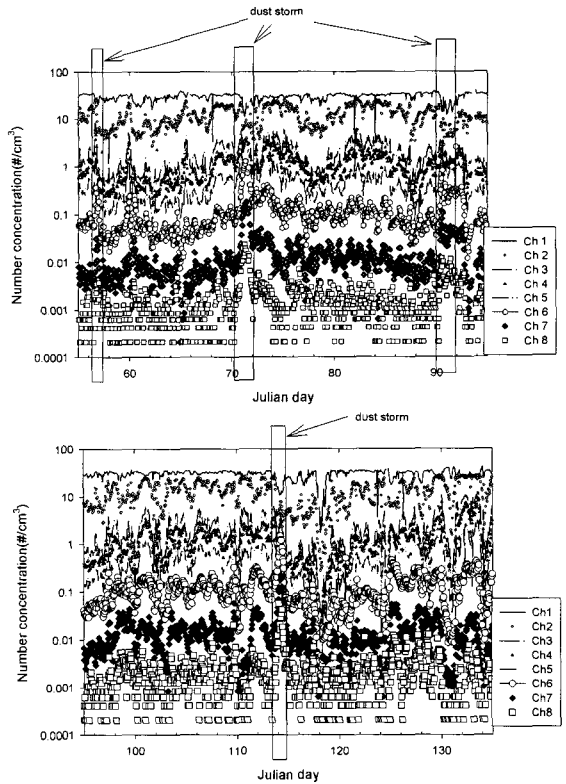 dust storm
Number concentration(#/cm³)
100
10
1
0.1
0.01
0.001
0.0001
60
70
80
90
Julian day
Ch 1
Ch 2
Ch 3
Ch 4
Ch 5
Ch 6
Ch 7
Ch 8
dust storm
Number concentration(#/cm³)
100
10
1
0.1
0.01
0.001
0.0001
100
110
120
130
Julian day
Ch1
Ch2
Ch3
Ch4
Ch5
Ch6
Ch7
Ch8